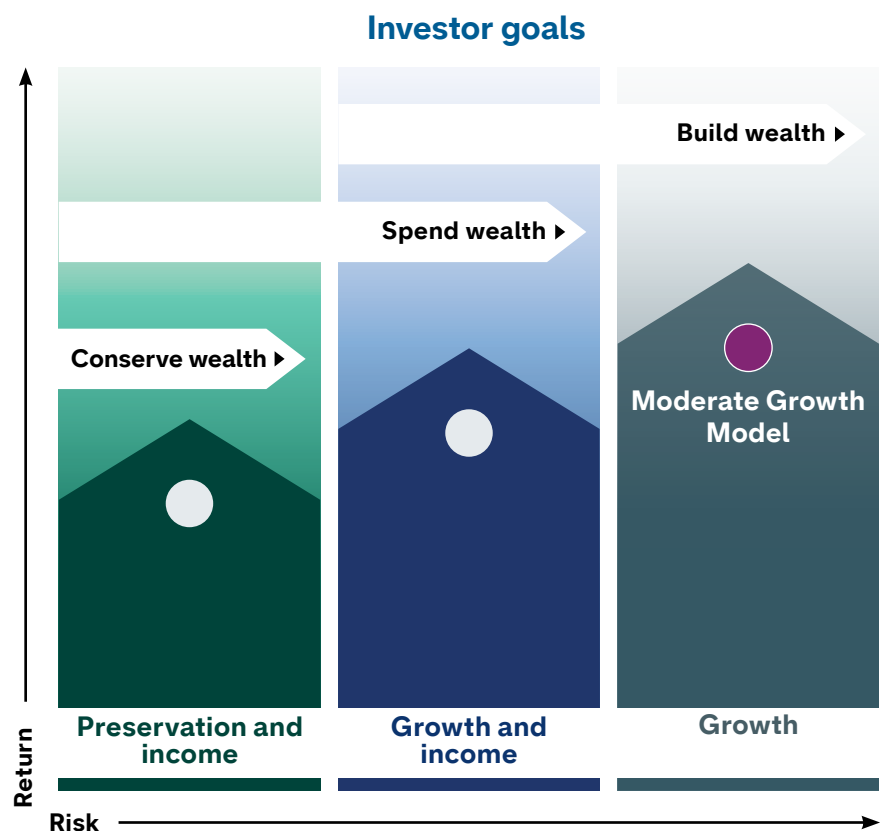 Investor goals
Build wealth
Spend wealth
Conserve wealth
Moderate Growth
Model
Preservation and
income
Growth and
income
Growth
Return
Risk